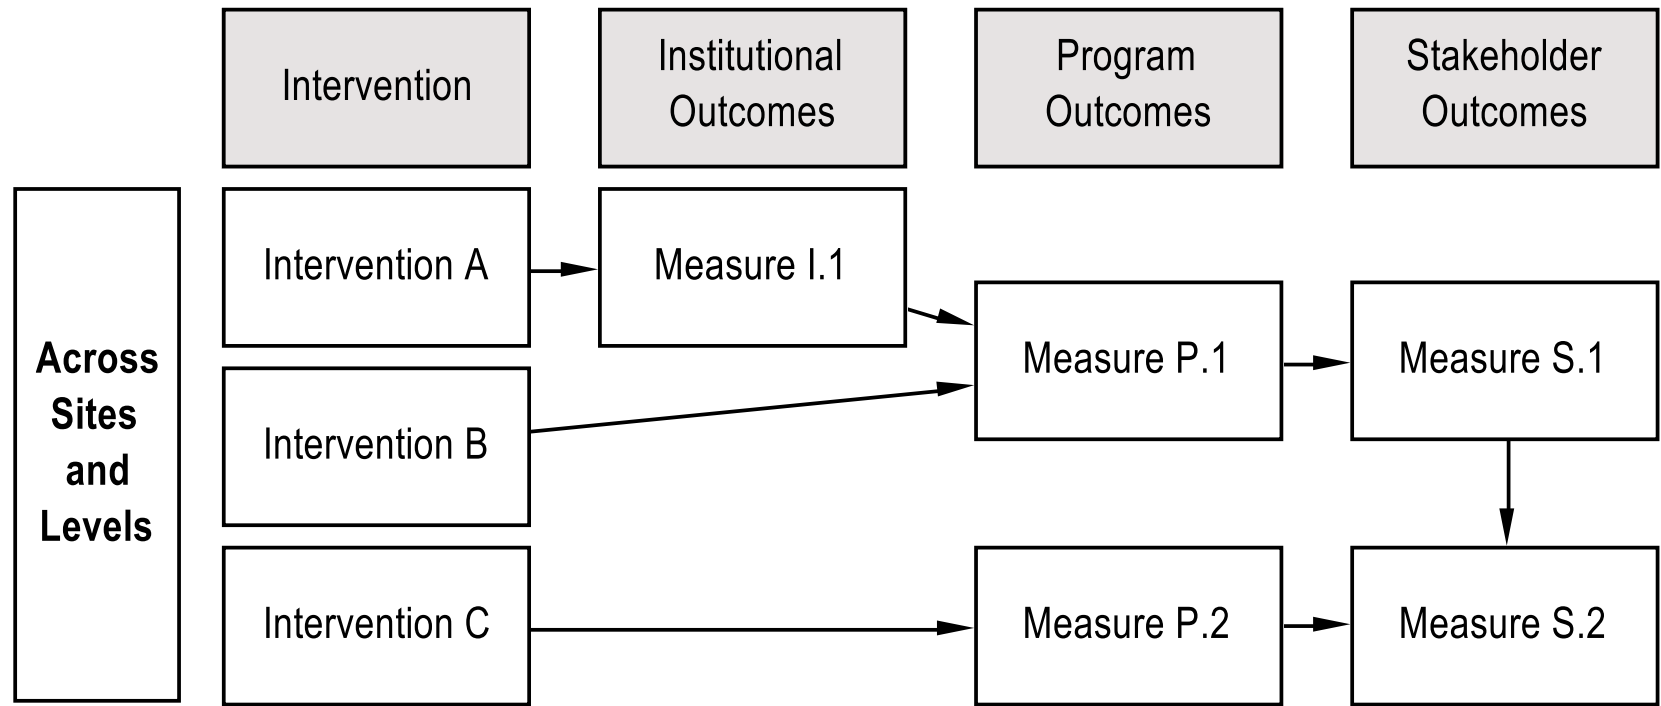 Intervention
Institutional
Outcomes
Program
Outcomes
Stakeholder
Outcomes
Across
Sites
and
Levels
Intervention A
Measure I.1
Intervention B
Measure P.1
Measure S.1
Intervention C
Measure P.2
Measure S.2